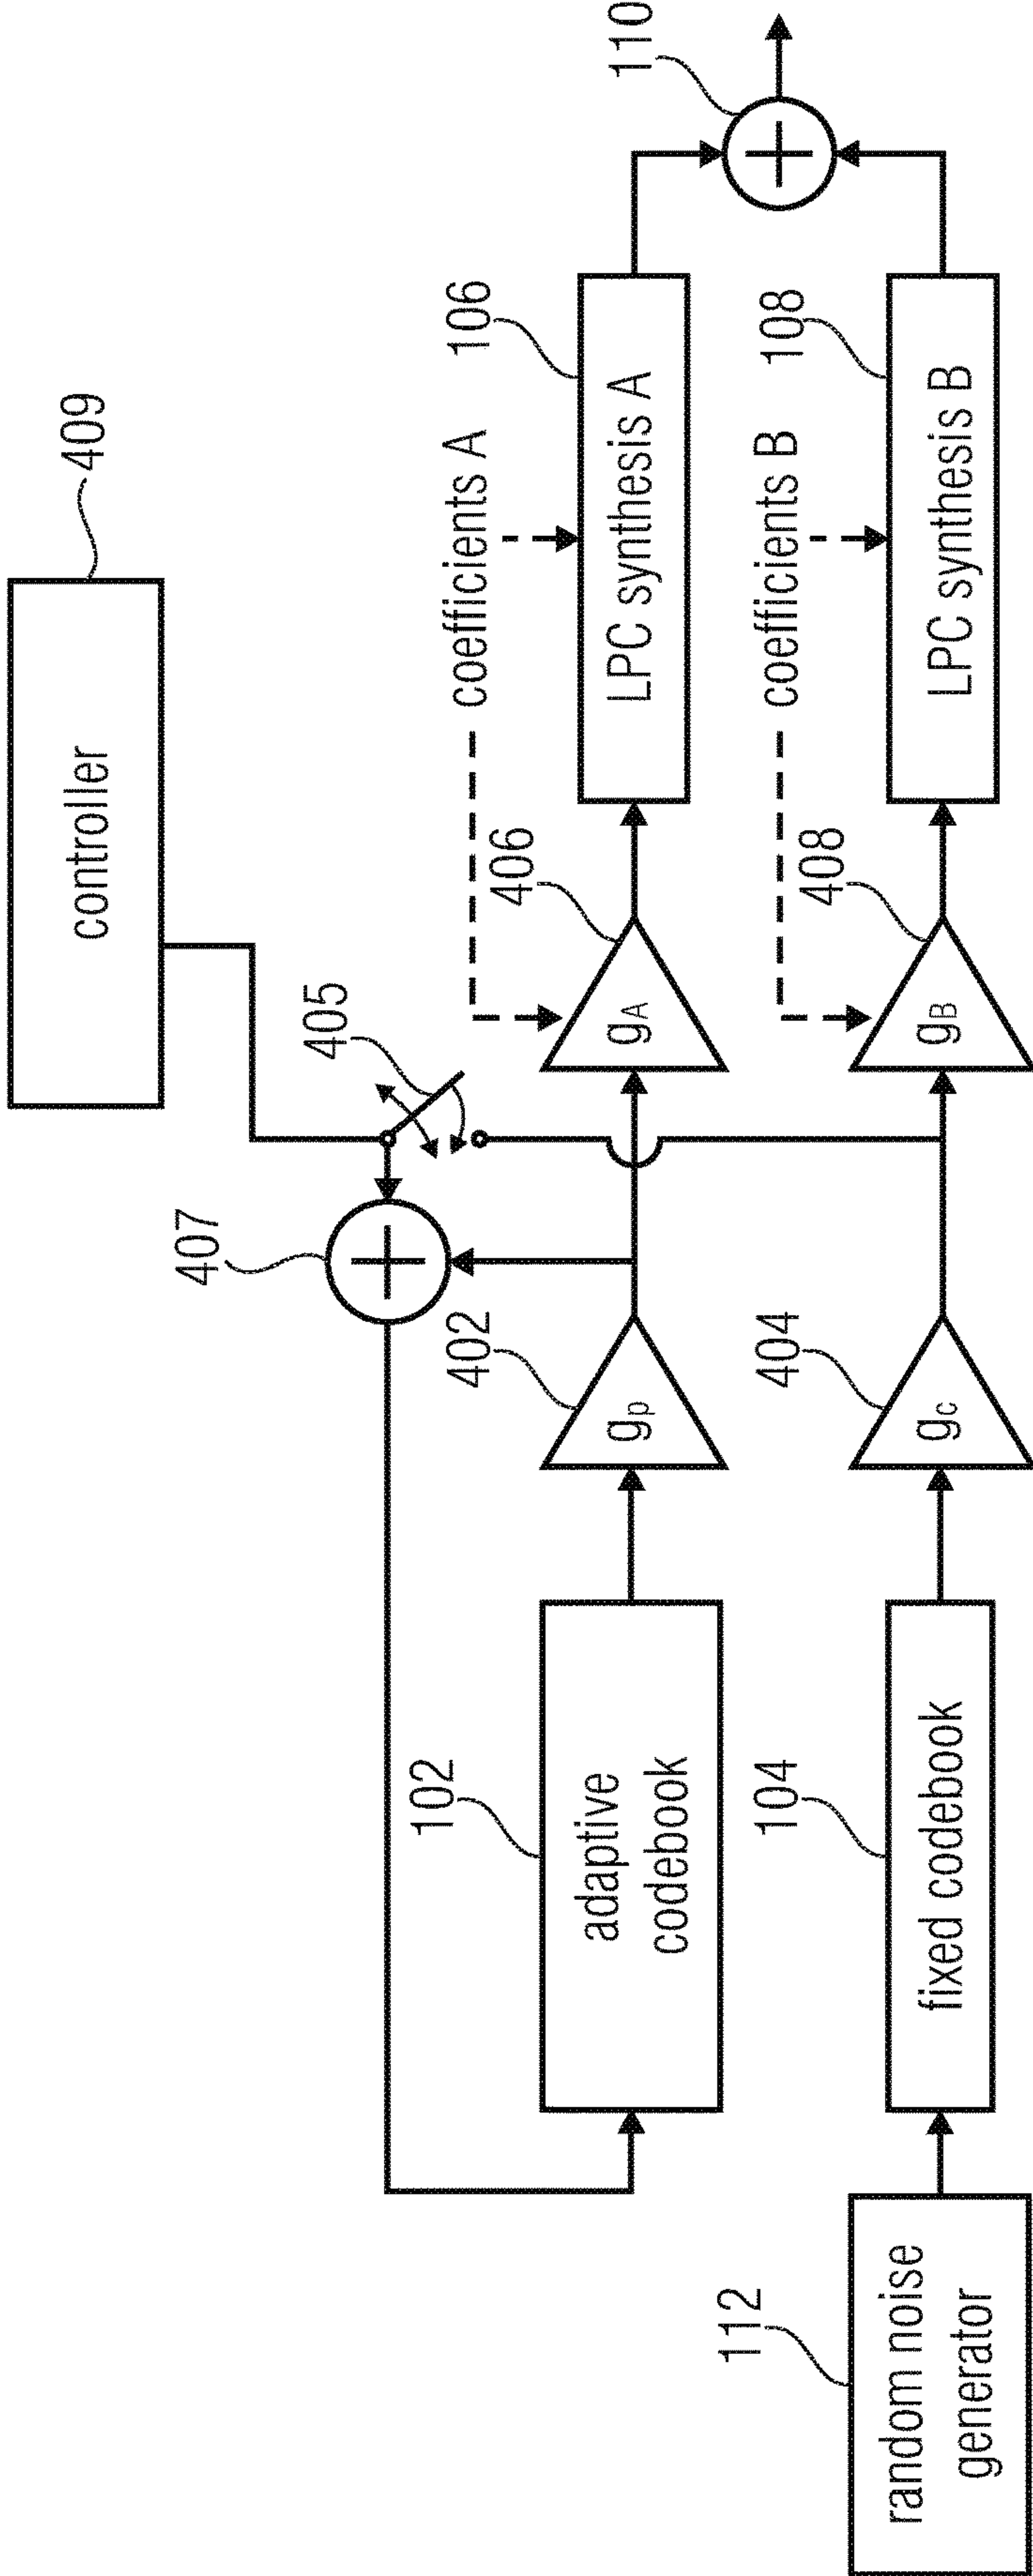 controller
409
405
407
coefficients A
106
406
402
102
adaptive
codebook
gp
gA
LPC synthesis A
110
coefficients B
108
408
404
104
112
random noise
generator
fixed codebook
gc
gB
LPC synthesis B